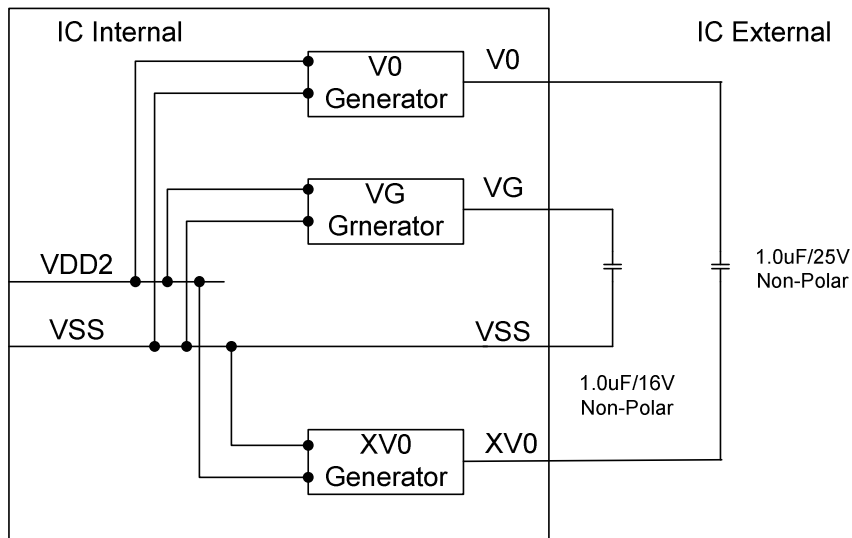 IC Internal
IC External
V0
Generator
V0
VG
Grnerator
VG
VDD2
1.0uF/25V
Non-Polar
VSS
VSS
1.0uF/16V
Non-Polar
XV0
Generator
XV0